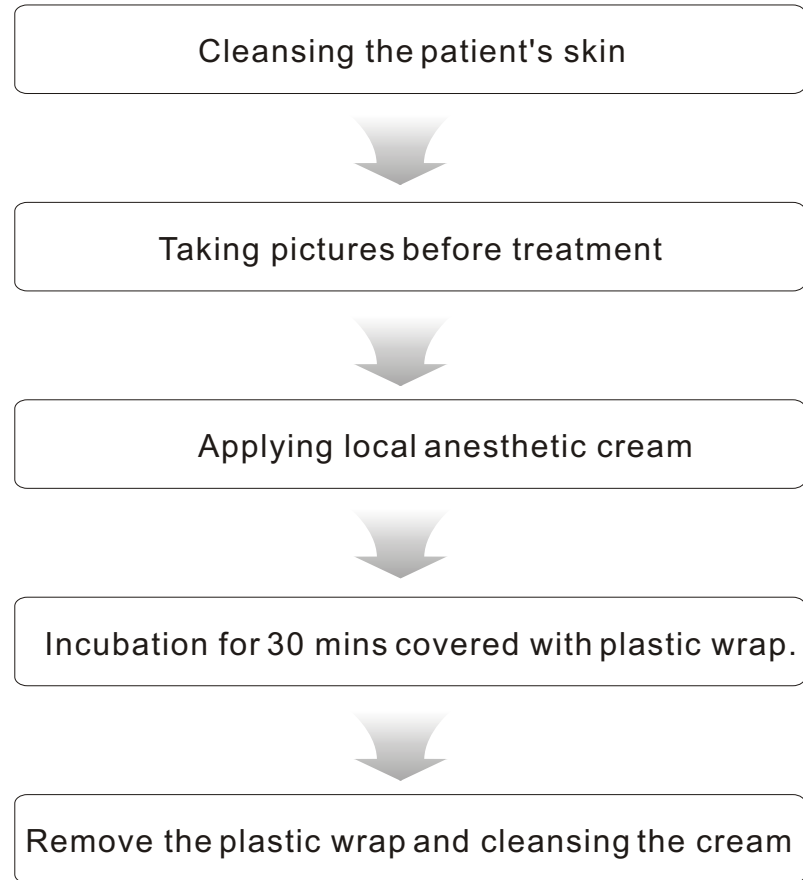 Cleansing the patient's skin
Taking pictures before treatment
Applying local anesthetic cream
Incubation for 30 mins covered with plastic wrap.
Remove the plastic wrap and cleansing the cream